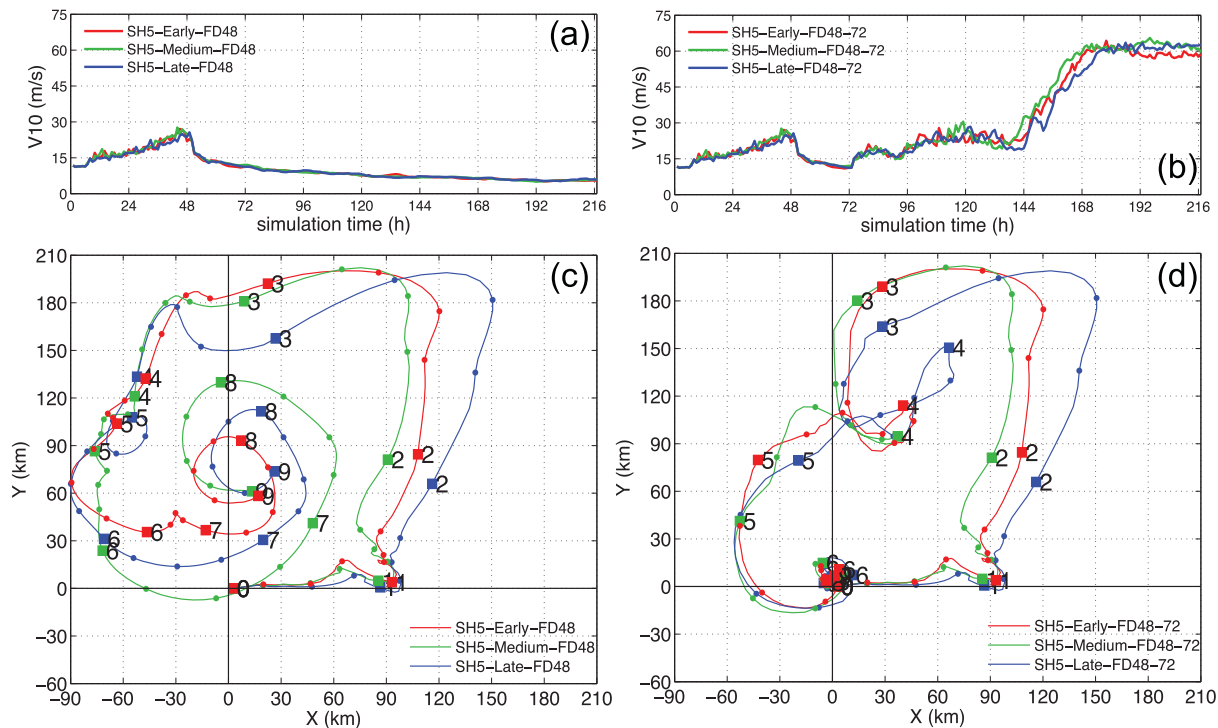 75
60
45
30
15
0
V10 (m/s)
SH5−Early−FD48
SH5−Medium−FD48
SH5−Late−FD48
(a)
0 24 48 72 96 120 144 168 192 216
simulation time (h)
75
60
45
30
15
0
V10 (m/s)
SH5−Early−FD48−72
SH5−Medium−FD48−72
SH5−Late−FD48−72
(b)
0 24 48 72 96 120 144 168 192 216
simulation time (h)
210
180
150
120
90
60
30
0
−30
−60
Y (km)
(c)
3
3
3
4
4
4
5
5
5
8
8
8
9
9
9
2
2
2
6
6
6
7
7
7
0
1
1
SH5−Early−FD48
SH5−Medium−FD48
SH5−Late−FD48
−90 −60 −30 0 30 60 90 120 150 180 210
X (km)
210
180
150
120
90
60
30
0
−30
−60
Y (km)
(d)
3
3
3
4
4
4
5
5
5
2
2
2
6
6
1
1
SH5−Early−FD48−72
SH5−Medium−FD48−72
SH5−Late−FD48−72
−90 −60 −30 0 30 60 90 120 150 180 210
X (km)